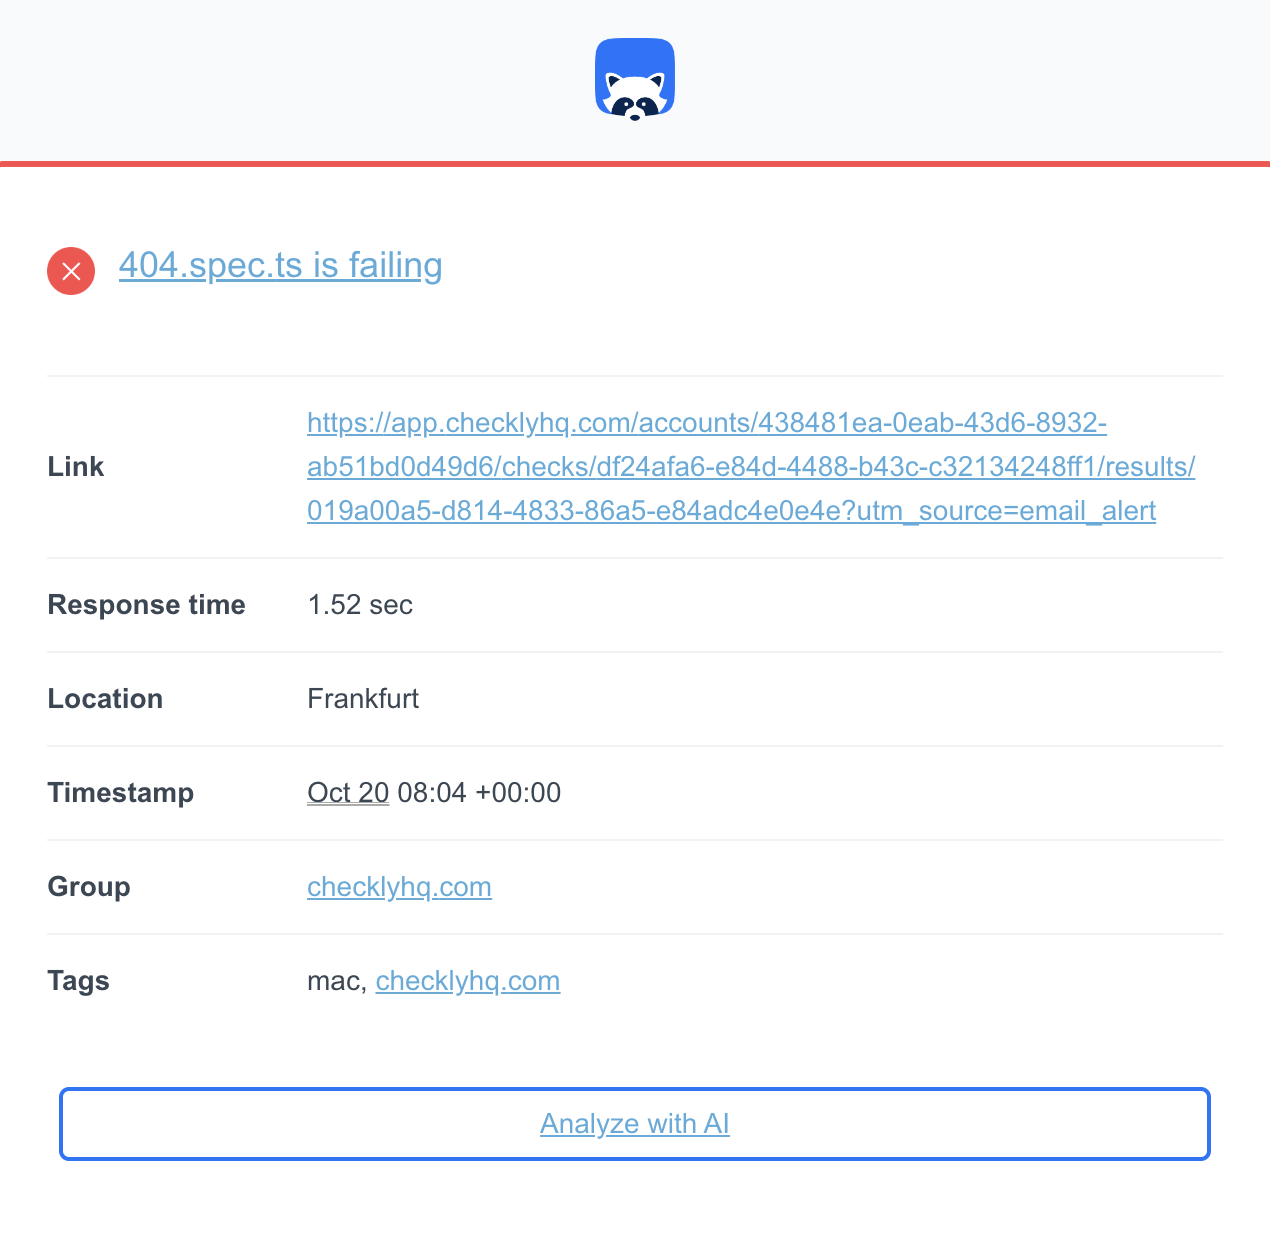 404.spec.ts is failing
Link
https://app.checklyhq.com/accounts/438481ea-0eab-43d6-8932-
ab51bd0d49d6/checks/df24afa6-e84d-4488-b43c-c32134248ff1/results/
019a00a5-d814-4833-86a5-e84adc4e0e4e?utm_source=email_alert
Response time 1.52 sec
Location Frankfurt
Timestamp Oct 20 08:04 +00:00
Group checklyhq.com
Tags mac, checklyhq.com
Analyze with AI